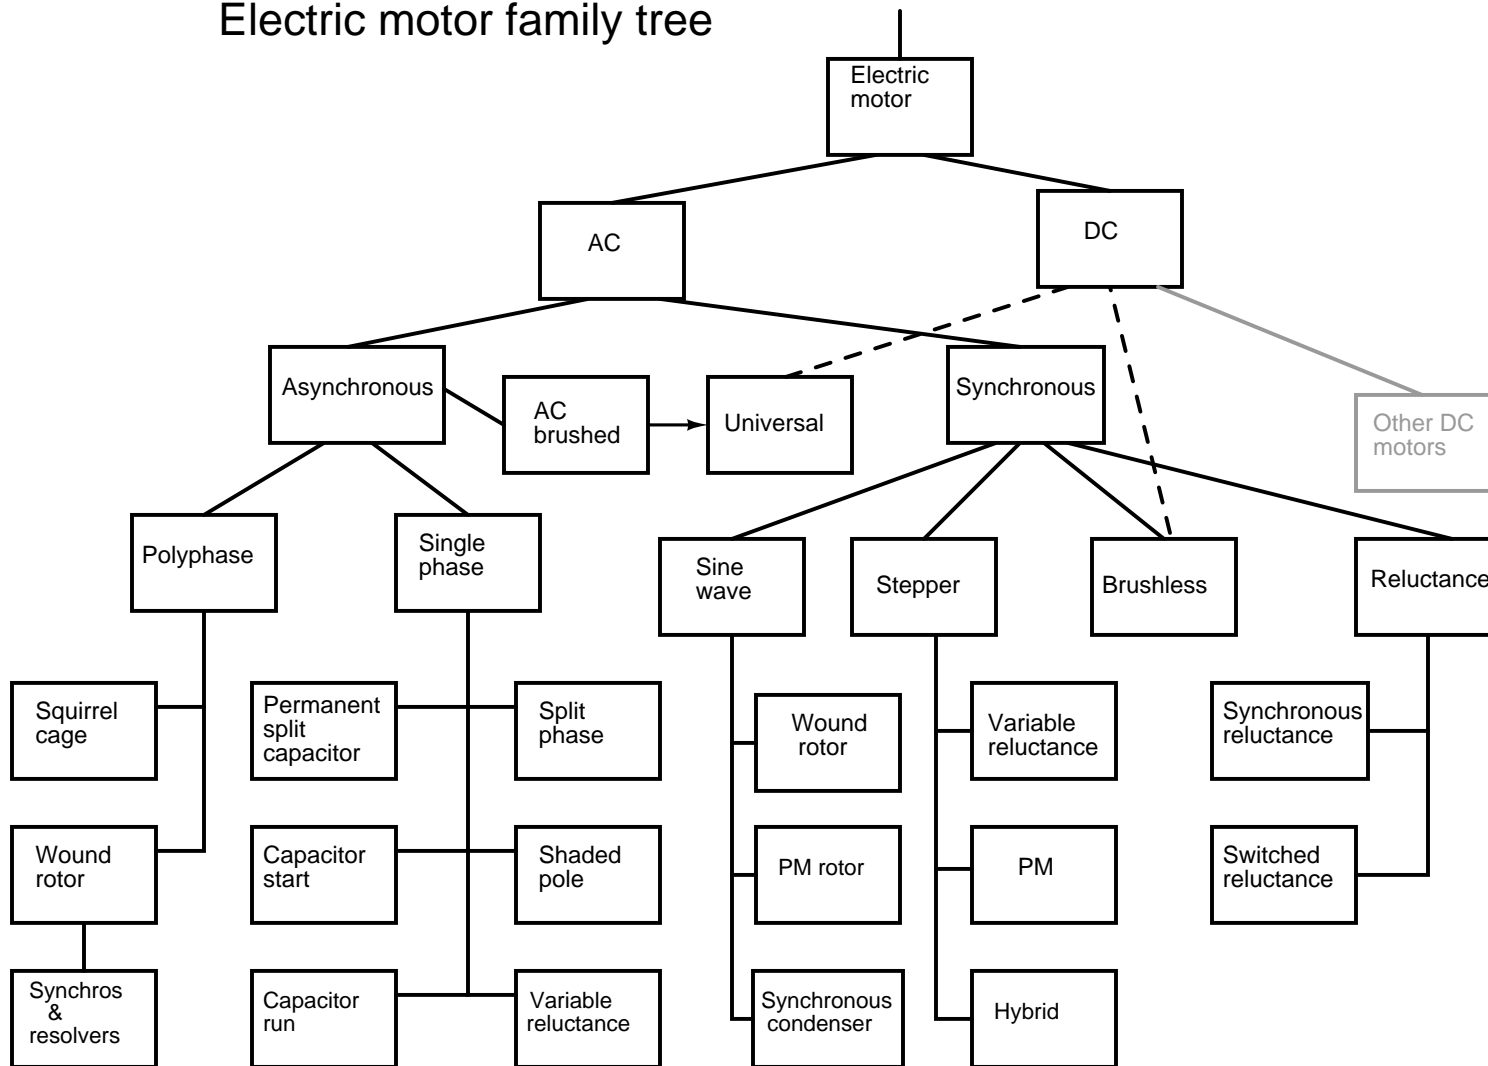 Electric motor family tree
Electric
motor
AC
DC
Asynchronous
AC
brushed
Universal
Synchronous
Other DC
motors
Polyphase
Single
phase
Sine
wave
Stepper
Brushless
Reluctance
Squirrel
cage
Permanent
split
capacitor
Split
phase
Wound
rotor
Variable
reluctance
Synchronous
reluctance
Wound
rotor
Capacitor
start
Shaded
pole
PM rotor
PM
Switched
reluctance
Synchros
&
resolvers
Capacitor
run
Variable
reluctance
Synchronous
condenser
Hybrid